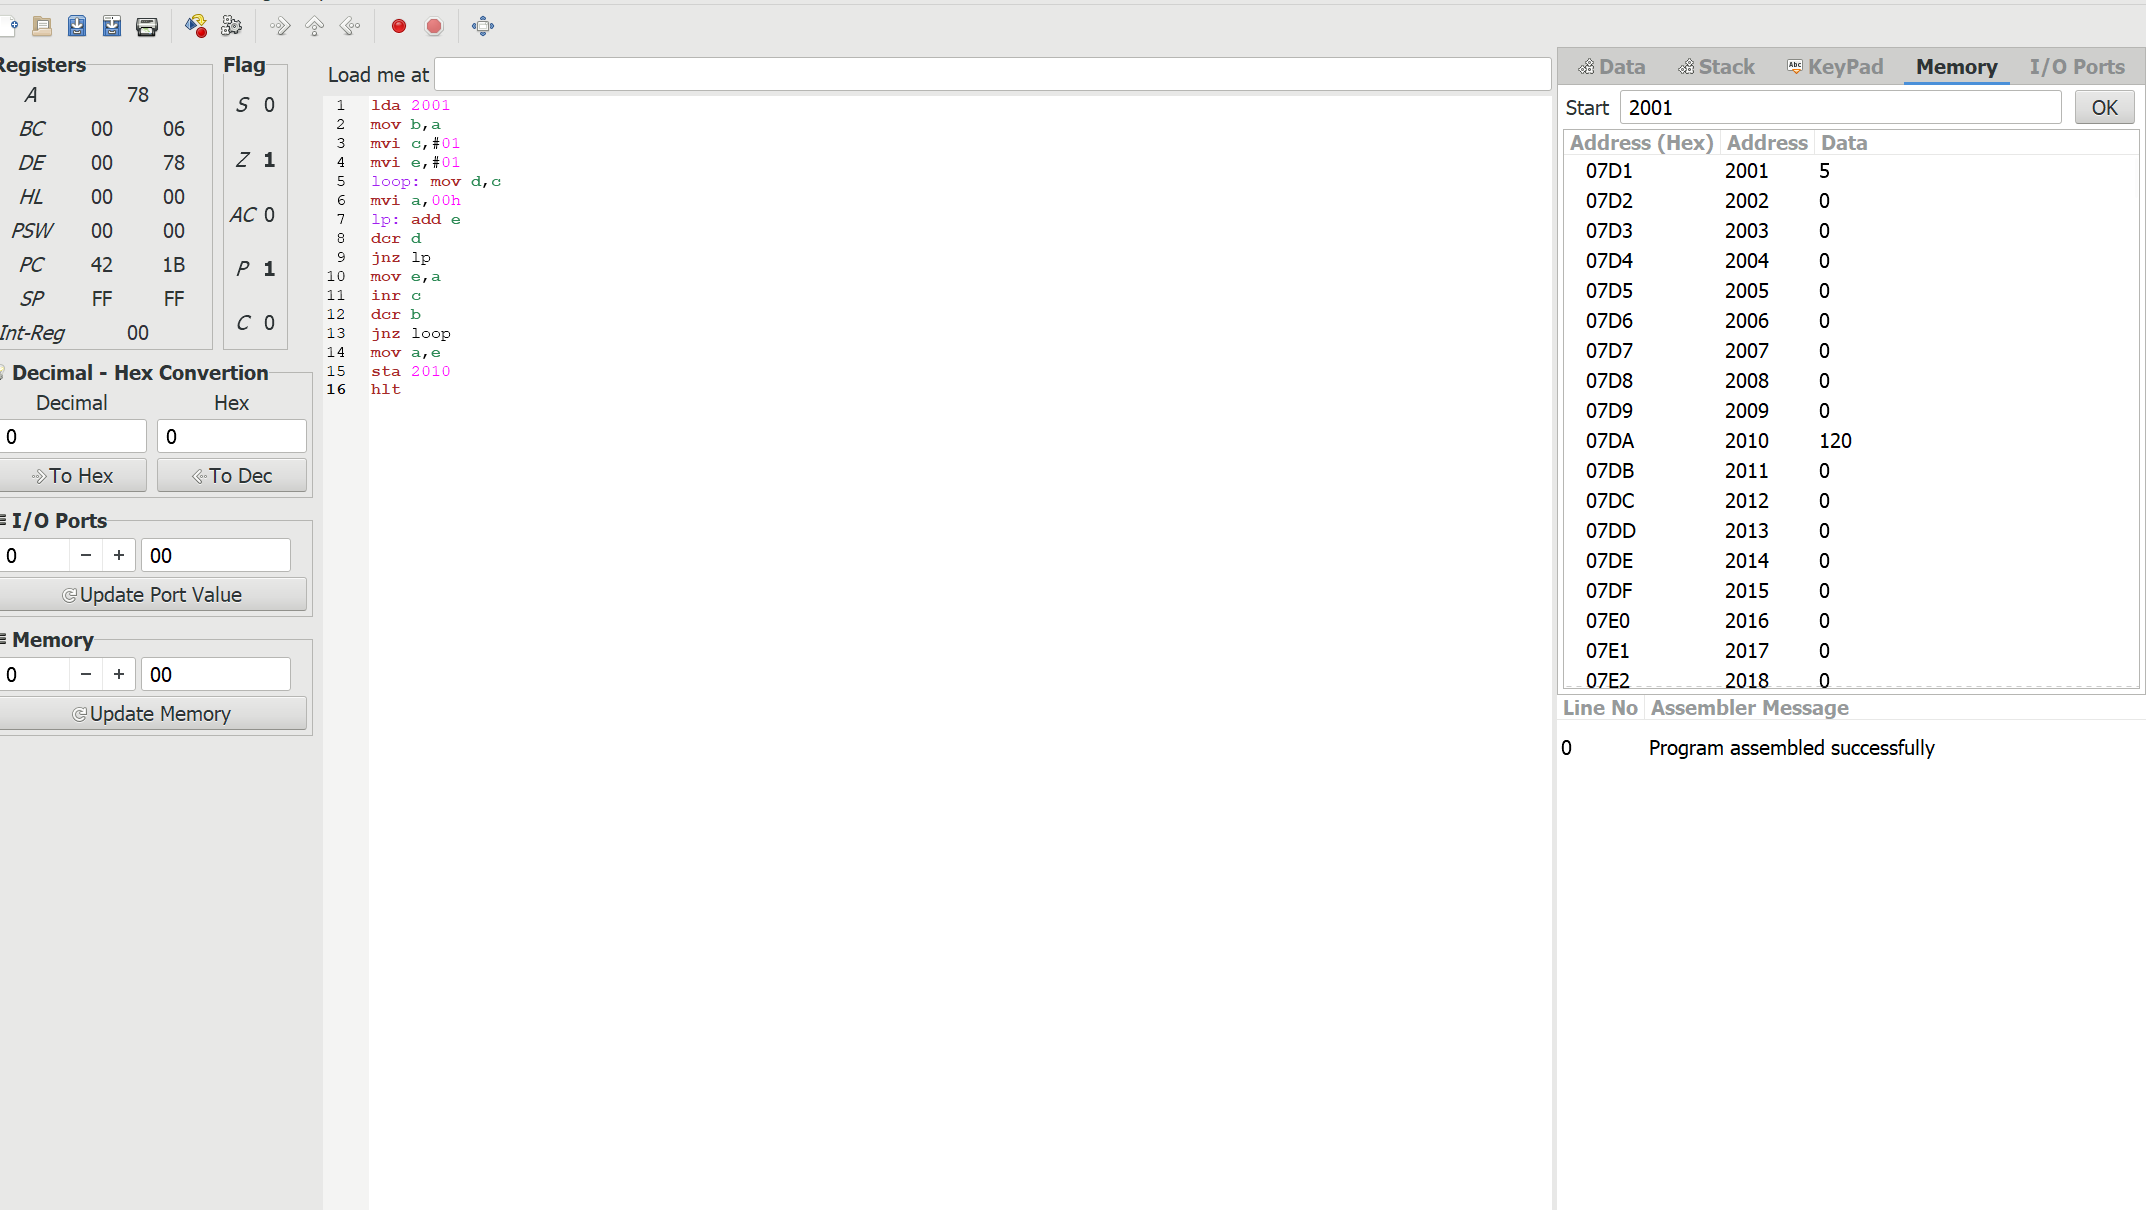 Registers
A 78
BC 00 06
DE 00 78
HL 00 00
PSW 00 00
PC 42 1B
SP FF FF
Int-Reg 00
Flag
S 0
Z 1
AC 0
P 1
C 0
Decimal - Hex Convertion
Decimal Hex
0 0
To Hex To Dec
I/O Ports
0 − + 00
Update Port Value
Memory
0 − + 00
Update Memory
Load me at
1 lda 2001
2 mov b,a
3 mvi c,#01
4 mvi e,#01
5 loop: mov d,c
6 mvi a,00h
7 lp: add e
8 dcr d
9 jnz lp
10 mov e,a
11 inr c
12 dcr b
13 jnz loop
14 mov a,e
15 sta 2010
16 hlt
Data Stack KeyPad Memory I/O Ports
Start 2001 OK
Address (Hex) Address Data
07D1 2001 5
07D2 2002 0
07D3 2003 0
07D4 2004 0
07D5 2005 0
07D6 2006 0
07D7 2007 0
07D8 2008 0
07D9 2009 0
07DA 2010 120
07DB 2011 0
07DC 2012 0
07DD 2013 0
07DE 2014 0
07DF 2015 0
07E0 2016 0
07E1 2017 0
07E2 2018 0
Line No Assembler Message
0 Program assembled successfully